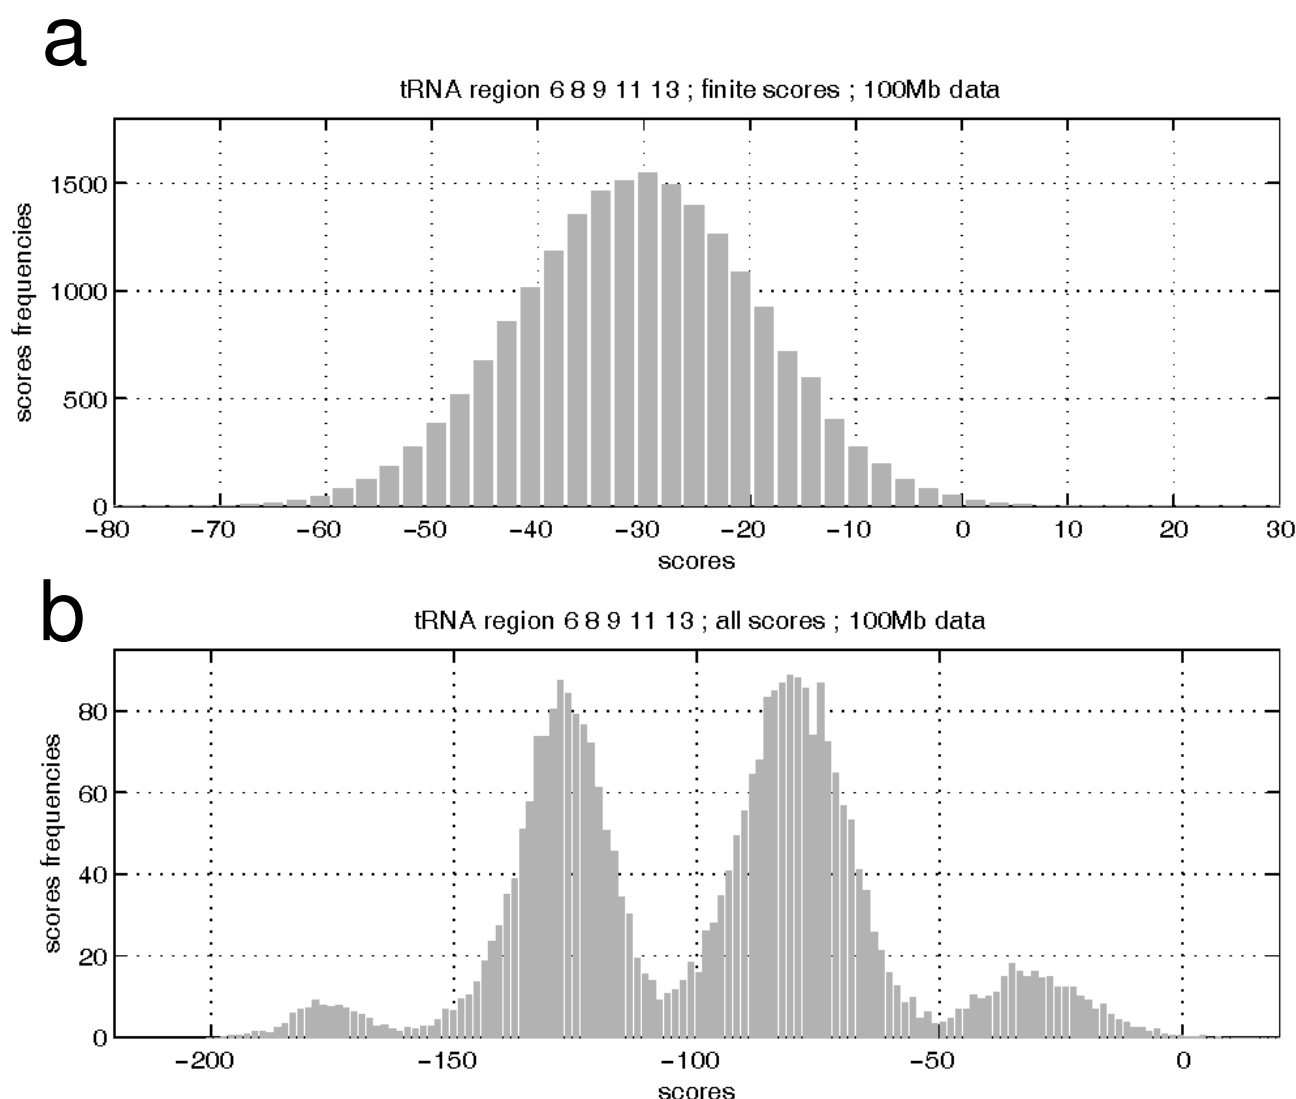 a
tRNA region 6 8 9 11 13 ; finite scores ; 100Mb data
scores frequencies
1500
1000
500
0
−80 −70 −60 −50 −40 −30 −20 −10 0 10 20 30
scores
b
tRNA region 6 8 9 11 13 ; all scores ; 100Mb data
scores frequencies
80
60
40
20
0
−200 −150 −100 −50 0
scores